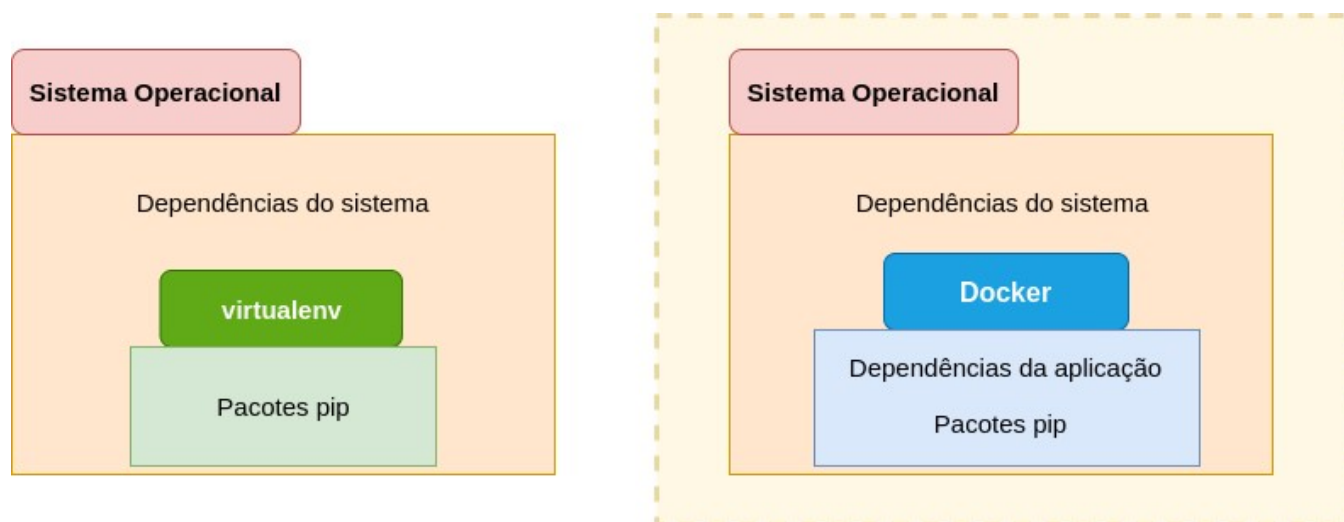 Sistema Operacional
Dependências do sistema
virtualenv
Pacotes pip
Sistema Operacional
Dependências do sistema
Docker
Dependências da aplicação
Pacotes pip